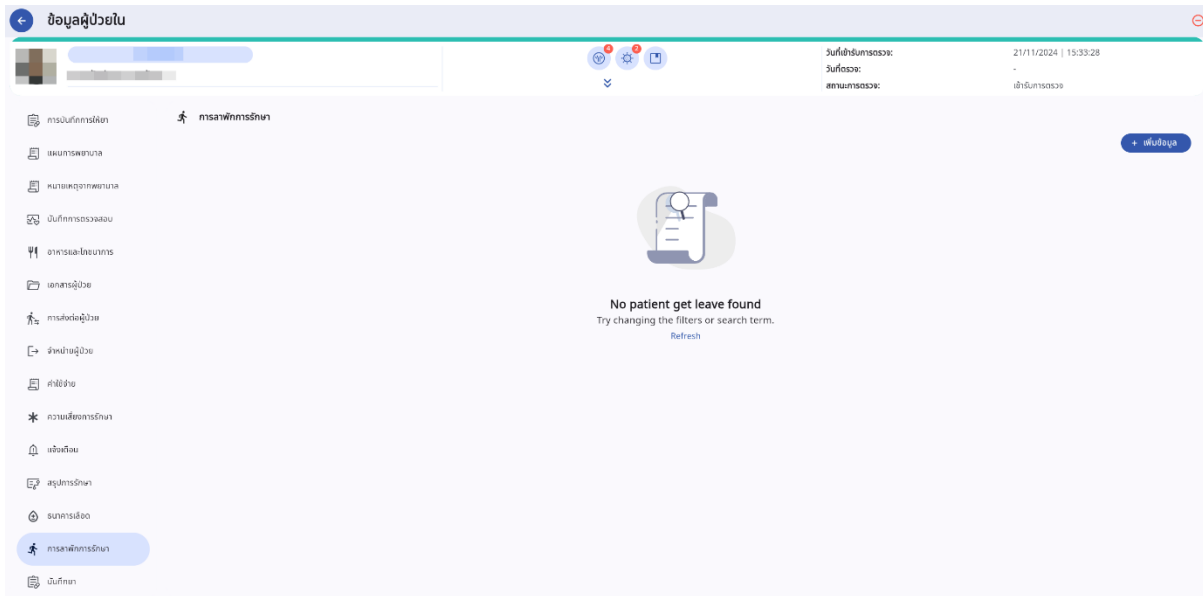 ข้อมูลผู้ป่วยใน
4
2
วันที่เข้ารับการตรวจ: 21/11/2024 | 15:33:28
วันที่ตรวจ: -
สถานะการตรวจ: เข้ารับการตรวจ
การบันทึกการให้ยา
การลาพักการรักษา
+ เพิ่มข้อมูล
แผนการพยาบาล
หมายเหตุจากพยาบาล
บันทึกการตรวจสอบ
อาหารและโภชนาการ
เอกสารผู้ป่วย
การส่งต่อผู้ป่วย
จำหน่ายผู้ป่วย
ค่าใช้จ่าย
ความเสี่ยงการรักษา
แจ้งเตือน
สรุปการรักษา
ธนาคารเลือด
การลาพักการรักษา
บันทึกยา
No patient get leave found
Try changing the filters or search term.
Refresh